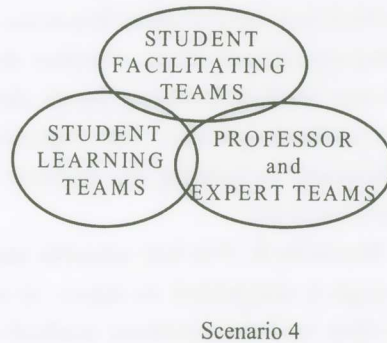 STUDENT
FACILITATING
TEAMS
STUDENT
LEARNING
TEAMS
PROFESSOR
and
EXPERT TEAMS
Scenario 4